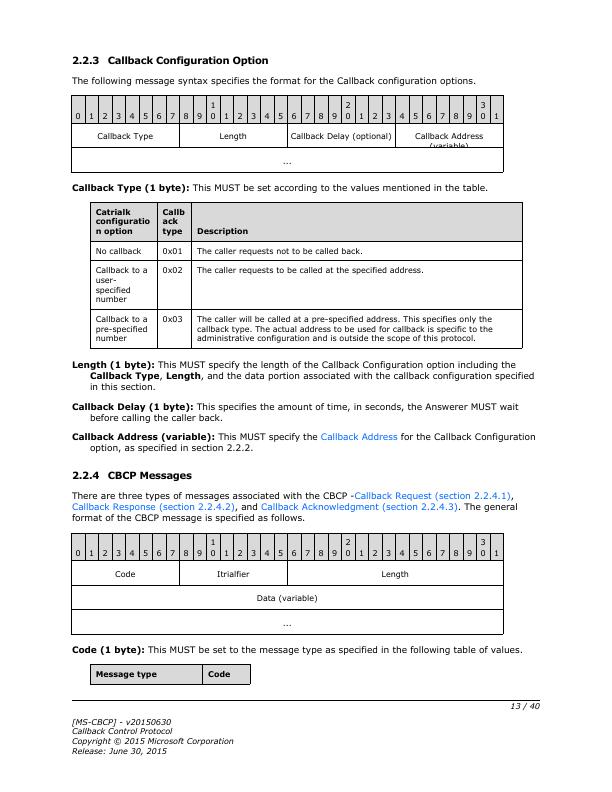 2.2.3 Callback Configuration Option
The following message syntax specifies the format for the Callback configuration options.
0 1 2 3 4 5 6 7 8 9 10 1 2 3 4 5 6 7 8 9 20 1 2 3 4 5 6 7 8 9 30 1
Callback Type Length Callback Delay (optional) Callback Address
(variable)
...
Callback Type (1 byte): This MUST be set according to the values mentioned in the table.
Catrialk
configuratio
n option
Callb
ack
type
Description
No callback 0x01 The caller requests not to be called back.
Callback to a
user-
specified
number
0x02 The caller requests to be called at the specified address.
Callback to a
pre-specified
number
0x03 The caller will be called at a pre-specified address. This specifies only the
callback type. The actual address to be used for callback is specific to the
administrative configuration and is outside the scope of this protocol.
Length (1 byte): This MUST specify the length of the Callback Configuration option including the
Callback Type, Length, and the data portion associated with the callback configuration specified
in this section.
Callback Delay (1 byte): This specifies the amount of time, in seconds, the Answerer MUST wait
before calling the caller back.
Callback Address (variable): This MUST specify the Callback Address for the Callback Configuration
option, as specified in section 2.2.2.
2.2.4 CBCP Messages
There are three types of messages associated with the CBCP -Callback Request (section 2.2.4.1),
Callback Response (section 2.2.4.2), and Callback Acknowledgment (section 2.2.4.3). The general
format of the CBCP message is specified as follows.
0 1 2 3 4 5 6 7 8 9 10 1 2 3 4 5 6 7 8 9 20 1 2 3 4 5 6 7 8 9 30 1
Code Itrialfier Length
Data (variable)
...
Code (1 byte): This MUST be set to the message type as specified in the following table of values.
Message type Code
13 / 40
[MS-CBCP] - v20150630
Callback Control Protocol
Copyright © 2015 Microsoft Corporation
Release: June 30, 2015